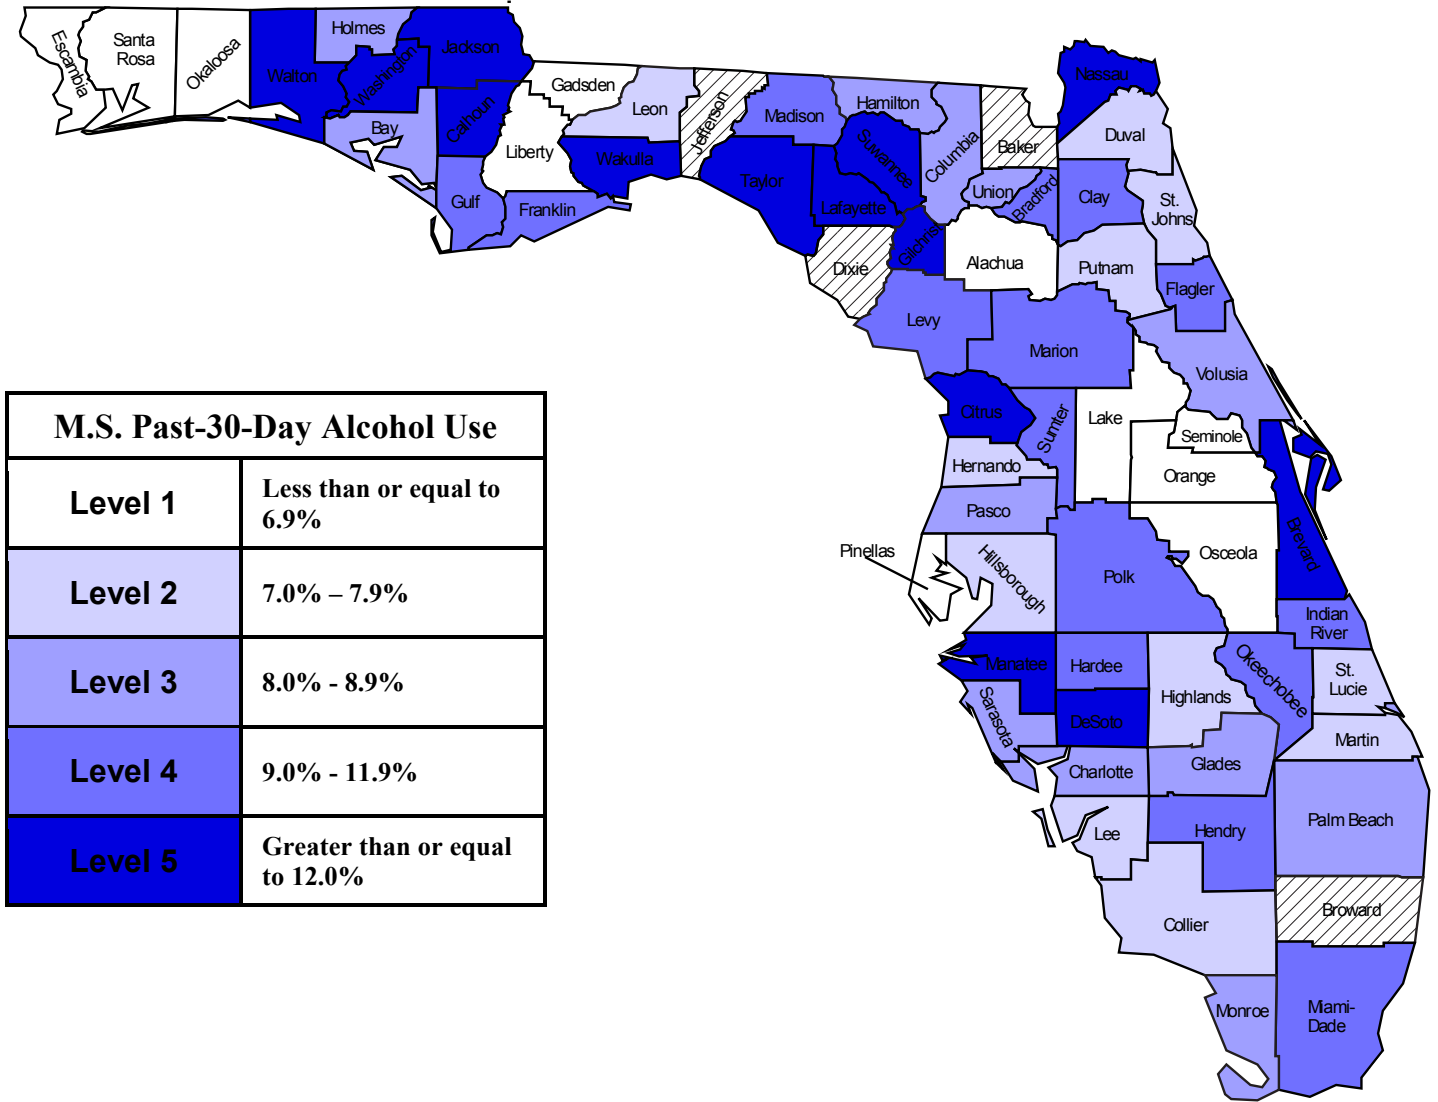 Holmes
Jackson
Santa
Rosa
Escambia
Okaloosa
Walton
Washington
Gadsden
Nassau
Leon
Jefferson
Madison
Hamilton
Calhoun
Bay
Liberty
Wakulla
Suwannee
Columbia
Baker
Duval
Taylor
Union
Bradford
Clay
St.
Johns
Gulf
Franklin
Lafayette
Gilchrist
Dixie
Alachua
Putnam
Flagler
Levy
Marion
Volusia
M.S. Past-30-Day Alcohol Use
Level 1
Less than or equal to
6.9%
Level 2
7.0% – 7.9%
Level 3
8.0% - 8.9%
Level 4
9.0% - 11.9%
Level 5
Greater than or equal
to 12.0%
Citrus
Sumter
Lake
Seminole
Hernando
Orange
Pasco
Brevard
Pinellas
Hillsborough
Polk
Osceola
Indian
River
Manatee
Hardee
Okeechobee
St.
Lucie
Highlands
Sarasota
DeSoto
Martin
Charlotte
Glades
Lee
Hendry
Palm Beach
Collier
Broward
Monroe
Miami-
Dade